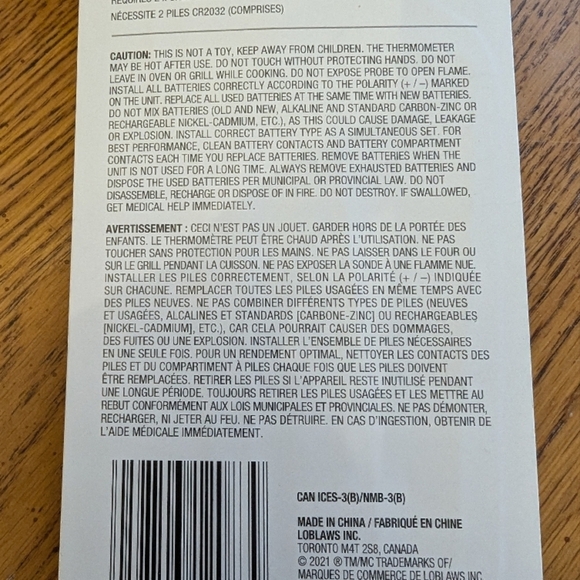 NÉCESSITE 2 PILES CR2032 (COMPRISES)
CAUTION: THIS IS NOT A TOY, KEEP AWAY FROM CHILDREN. THE THERMOMETER
MAY BE HOT AFTER USE. DO NOT TOUCH WITHOUT PROTECTING HANDS. DO NOT
LEAVE IN OVEN OR GRILL WHILE COOKING. DO NOT EXPOSE PROBE TO OPEN FLAME.
INSTALL ALL BATTERIES CORRECTLY ACCORDING TO THE POLARITY (+ / –) MARKED
ON THE UNIT. REPLACE ALL USED BATTERIES AT THE SAME TIME WITH NEW BATTERIES.
DO NOT MIX BATTERIES (OLD AND NEW, ALKALINE AND STANDARD CARBON-ZINC OR
RECHARGEABLE NICKEL-CADMIUM, ETC.), AS THIS COULD CAUSE DAMAGE, LEAKAGE
OR EXPLOSION. INSTALL CORRECT BATTERY TYPE AS A SIMULTANEOUS SET. FOR
BEST PERFORMANCE, CLEAN BATTERY CONTACTS AND BATTERY COMPARTMENT
CONTACTS EACH TIME YOU REPLACE BATTERIES. REMOVE BATTERIES WHEN THE
UNIT IS NOT USED FOR A LONG TIME. ALWAYS REMOVE EXHAUSTED BATTERIES AND
DISPOSE THE USED BATTERIES PER MUNICIPAL OR PROVINCIAL LAW. DO NOT
DISASSEMBLE, RECHARGE OR DISPOSE OF IN FIRE. DO NOT DESTROY. IF SWALLOWED,
GET MEDICAL HELP IMMEDIATELY.
AVERTISSEMENT : CECI N'EST PAS UN JOUET. GARDER HORS DE LA PORTÉE DES
ENFANTS. LE THERMOMÈTRE PEUT ÊTRE CHAUD APRÈS L'UTILISATION. NE PAS
TOUCHER SANS PROTECTION POUR LES MAINS. NE PAS LAISSER DANS LE FOUR OU
SUR LE GRILL PENDANT LA CUISSON. NE PAS EXPOSER LA SONDE À UNE FLAMME NUE.
INSTALLER LES PILES CORRECTEMENT, SELON LA POLARITÉ (+ / –) INDIQUÉE
SUR CHACUNE. REMPLACER TOUTES LES PILES USAGÉES EN MÊME TEMPS AVEC
DES PILES NEUVES. NE PAS COMBINER DIFFÉRENTS TYPES DE PILES (NEUVES
ET USAGÉES, ALCALINES ET STANDARDS [CARBONE-ZINC] OU RECHARGEABLES
[NICKEL-CADMIUM], ETC.), CAR CELA POURRAIT CAUSER DES DOMMAGES,
DES FUITES OU UNE EXPLOSION. INSTALLER L'ENSEMBLE DE PILES NÉCESSAIRES
EN UNE SEULE FOIS. POUR UN RENDEMENT OPTIMAL, NETTOYER LES CONTACTS DES
PILES ET DU COMPARTIMENT À PILES CHAQUE FOIS QUE LES PILES DOIVENT
ÊTRE REMPLACÉES. RETIRER LES PILES SI L'APPAREIL RESTE INUTILISÉ PENDANT
UNE LONGUE PÉRIODE. TOUJOURS RETIRER LES PILES USAGÉES ET LES METTRE AU
REBUT CONFORMÉMENT AUX LOIS MUNICIPALES ET PROVINCIALES. NE PAS DÉMONTER,
RECHARGER, NI JETER AU FEU. NE PAS DÉTRUIRE. EN CAS D'INGESTION, OBTENIR DE
L'AIDE MÉDICALE IMMÉDIATEMENT.
CAN ICES-3(B)/NMB-3(B)
MADE IN CHINA / FABRIQUÉ EN CHINE
LOBLAWS INC.
TORONTO M4T 2S8, CANADA
© 2021 ®TM/MC TRADEMARKS OF/
MARQUES DE COMMERCE DE LOBLAWS INC